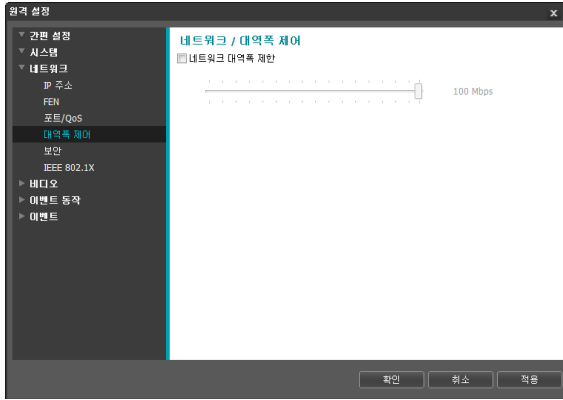 원격 설정
x
간편 설정
시스템
네트워크
IP 주소
FEN
포트/QoS
대역폭 제어
보안
IEEE 802.1X
비디오
이벤트 동작
이벤트
네트워크 / 대역폭 제어
네트워크 대역폭 제한
100 Mbps
확인
취소
적용